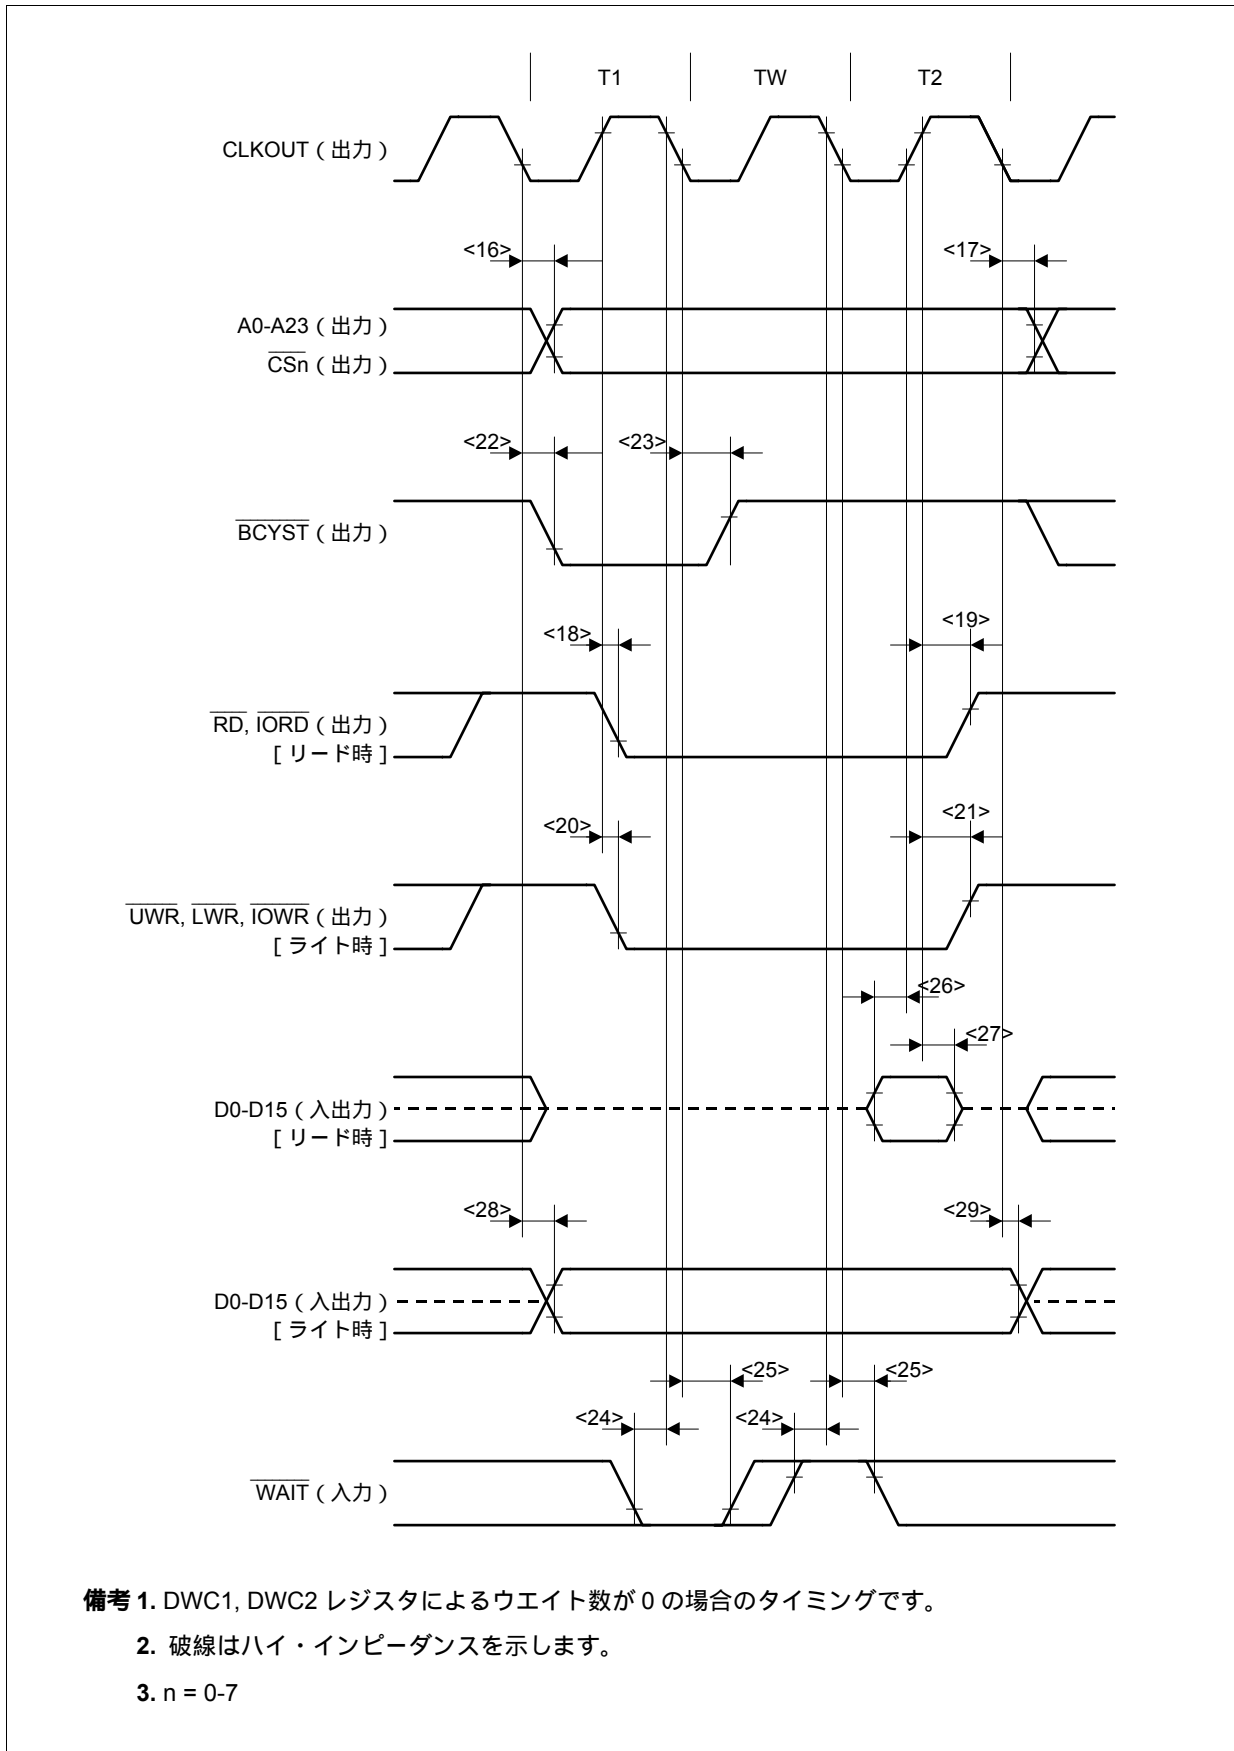 T1 TW T2
CLKOUT（出力）
<16> <17>
A0-A23（出力）
CSn（出力）
<22> <23>
BCYST（出力）
<18> <19>
RD, IORD（出力）
[ リード時 ]
<20> <21>
UWR, LWR, IOWR（出力）
[ ライト時 ]
<26>
<27>
D0-D15（入出力）
[ リード時 ]
<28> <29>
D0-D15（入出力）
[ ライト時 ]
<25> <25>
<24> <24>
WAIT（入力）
備考 1. DWC1, DWC2 レジスタによるウエイト数が 0 の場合のタイミングです。
2. 破線はハイ・インピーダンスを示します。
3. n = 0-7